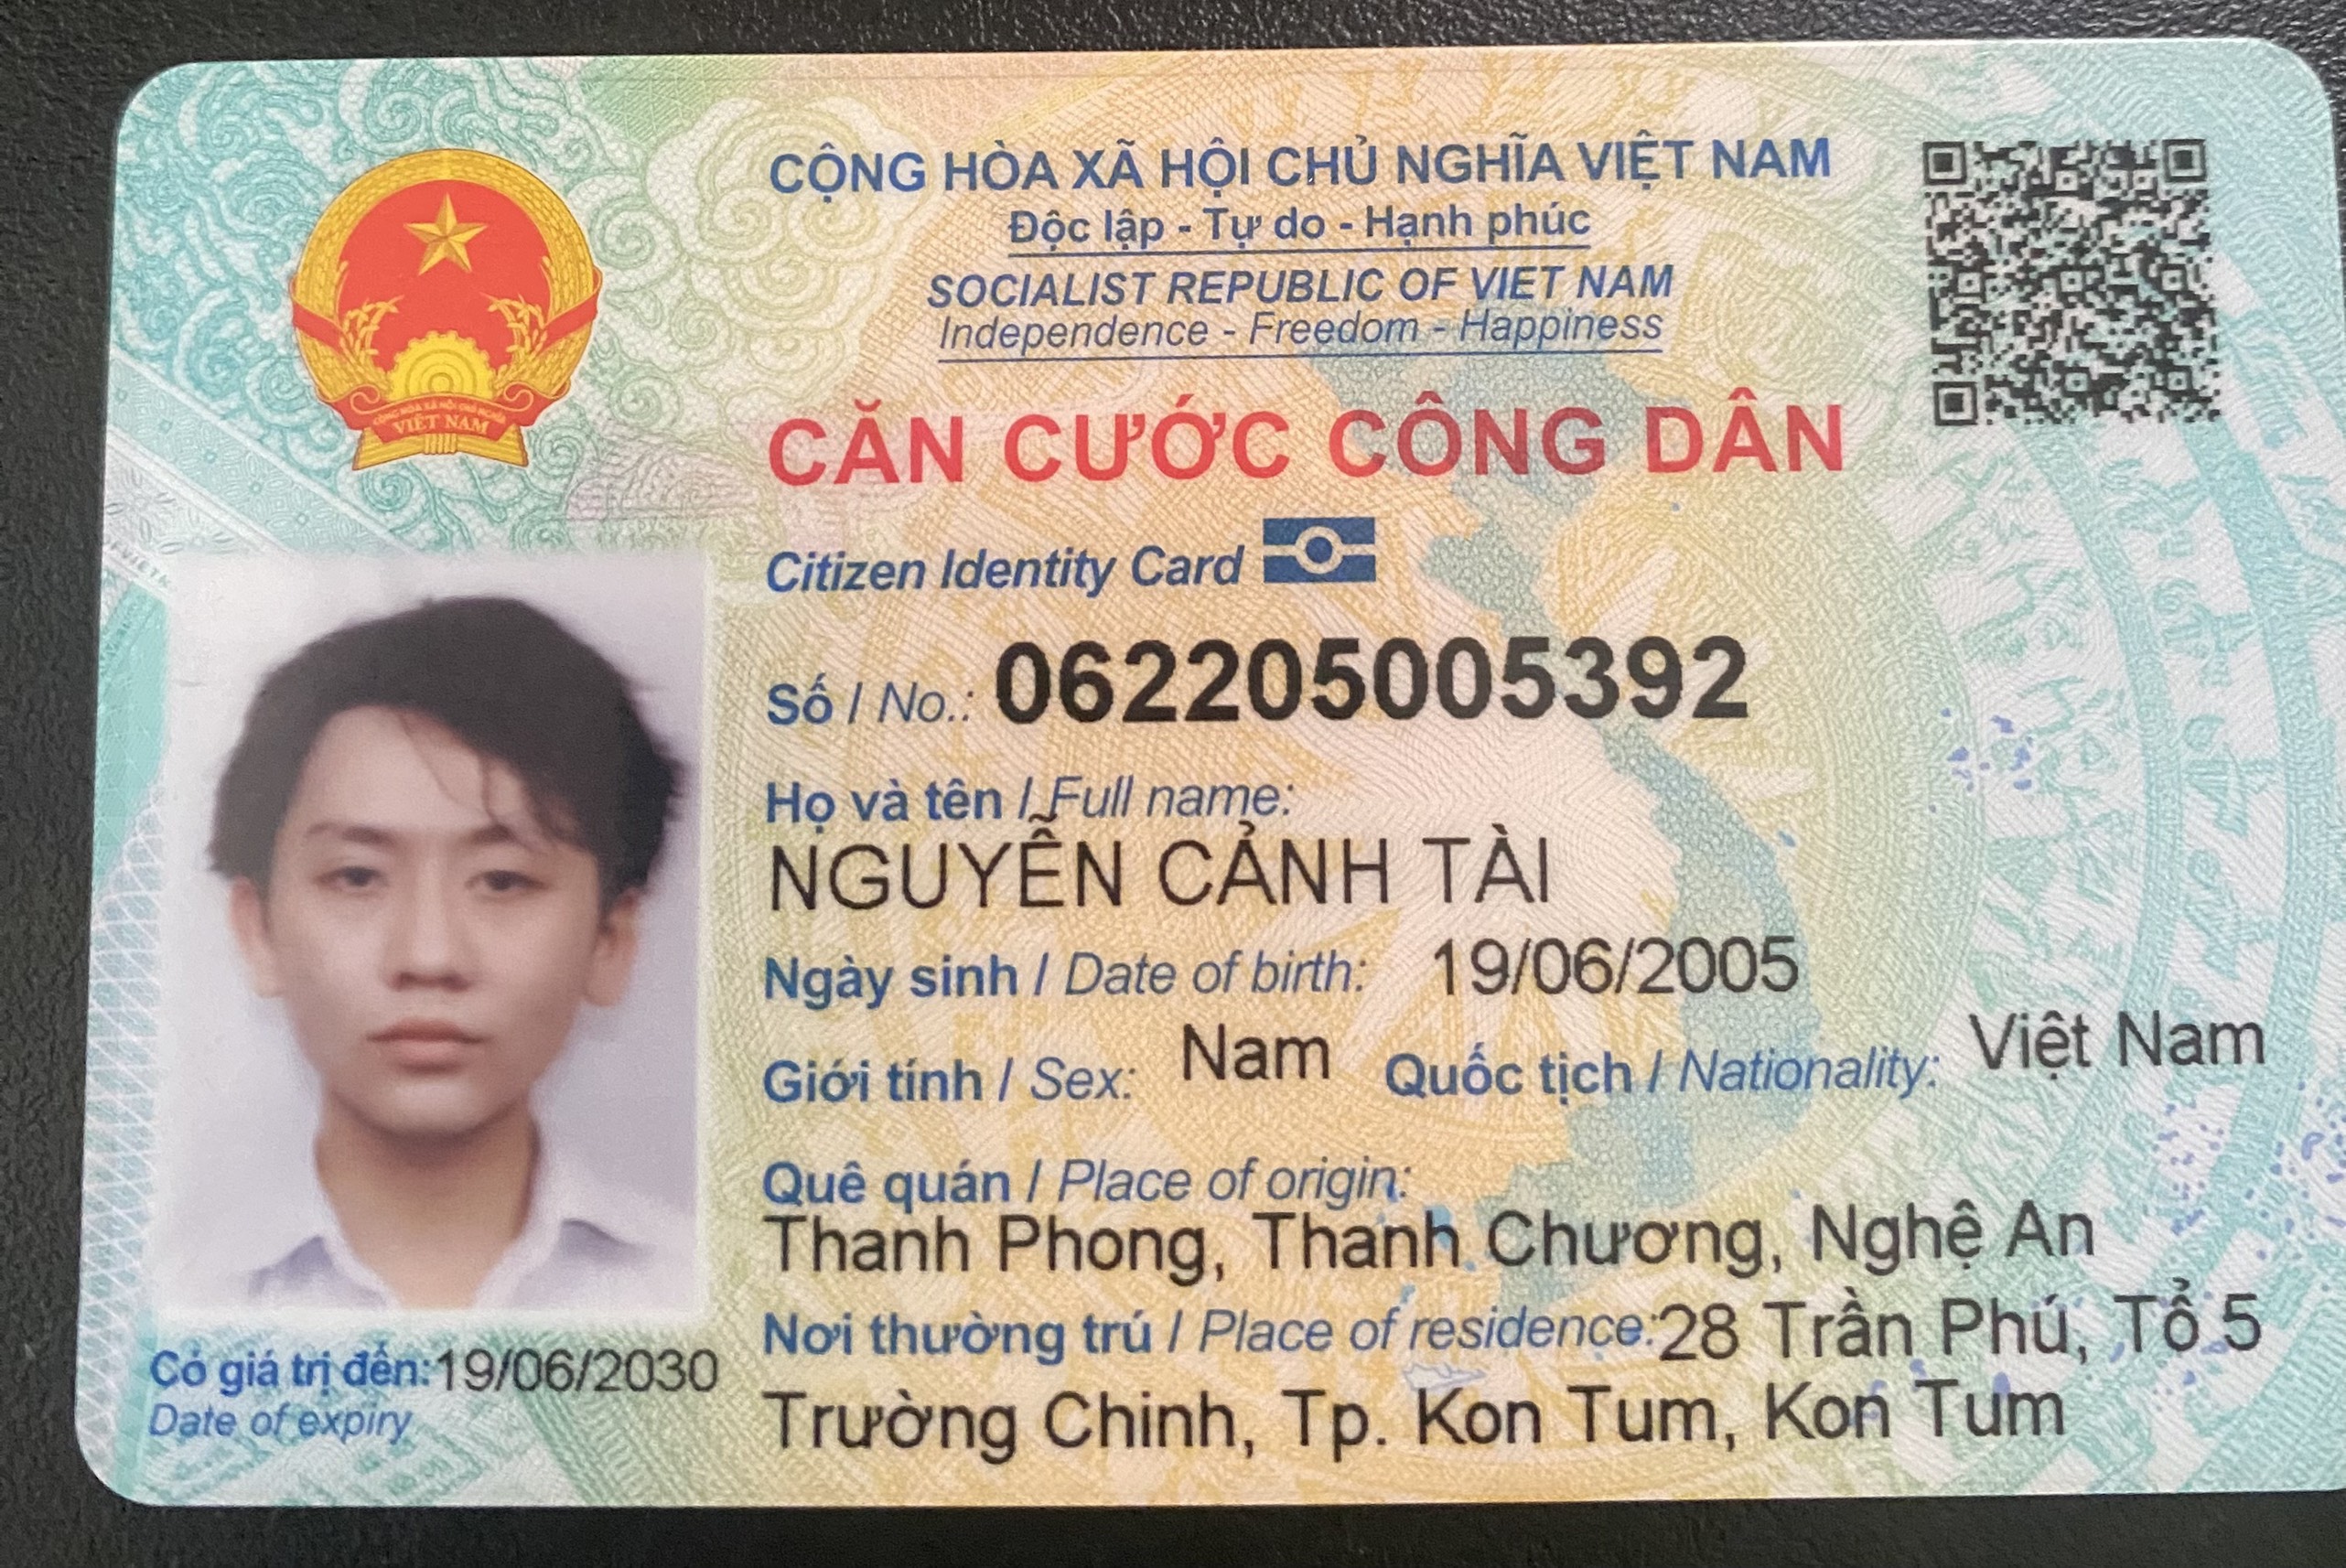 CỘNG HÒA XÃ HỘI CHỦ NGHĨA VIỆT NAM
Độc lập - Tự do - Hạnh phúc
SOCIALIST REPUBLIC OF VIET NAM
Independence - Freedom - Happiness
CỘNG HÒA XÃ HỘI CHỦ NGHĨA
VIỆT NAM
CĂN CƯỚC CÔNG DÂN
Citizen Identity Card
Số / No.: 062205005392
Họ và tên / Full name:
NGUYỄN CẢNH TÀI
Ngày sinh / Date of birth: 19/06/2005
Giới tính / Sex: Nam Quốc tịch / Nationality: Việt Nam
Quê quán / Place of origin:
Thanh Phong, Thanh Chương, Nghệ An
Nơi thường trú / Place of residence: 28 Trần Phú, Tổ 5
Trường Chinh, Tp. Kon Tum, Kon Tum
Có giá trị đến: 19/06/2030
Date of expiry